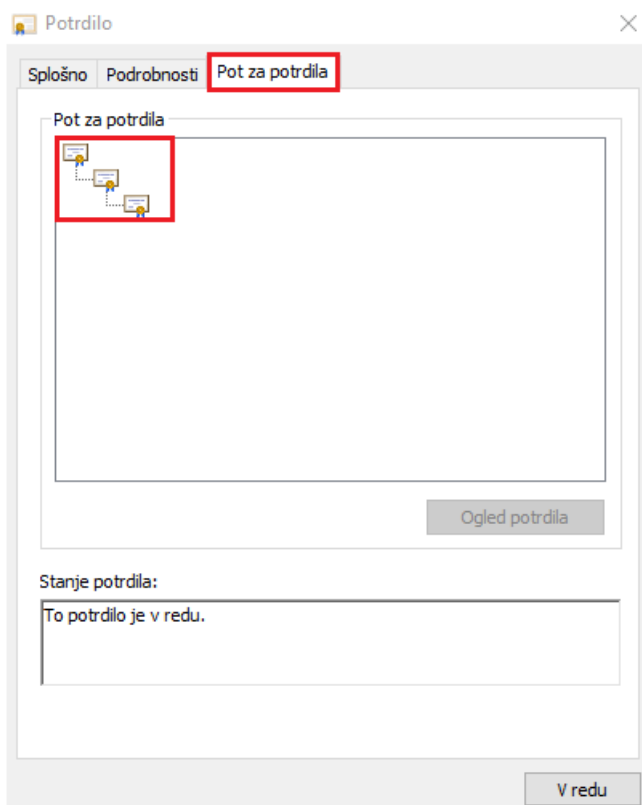 Potrdilo
Splošno Podrobnosti Pot za potrdila
Pot za potrdila
Ogled potrdila
Stanje potrdila:
To potrdilo je v redu.
V redu